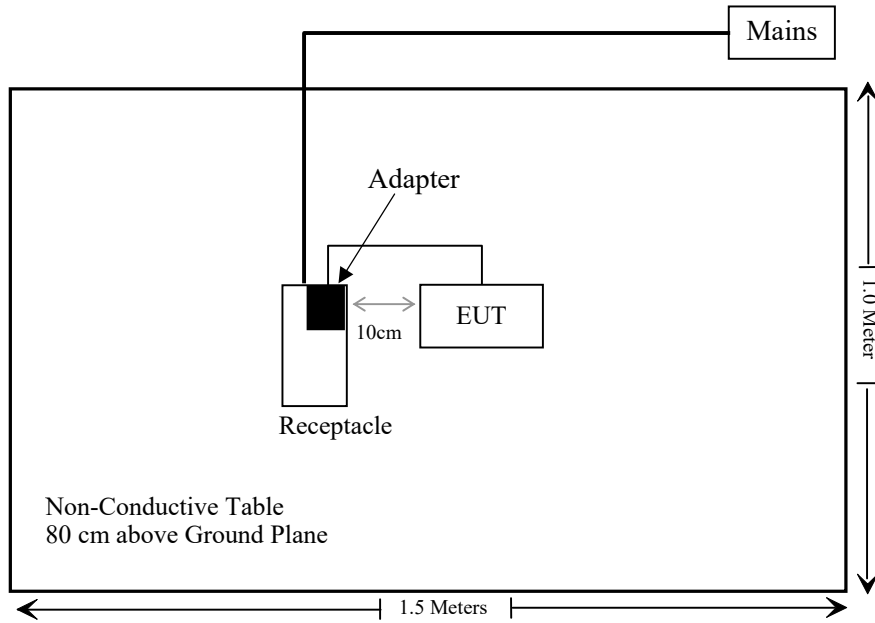 Mains
Adapter
EUT
10cm
1.0 Meter
Receptacle
Non-Conductive Table
80 cm above Ground Plane
1.5 Meters